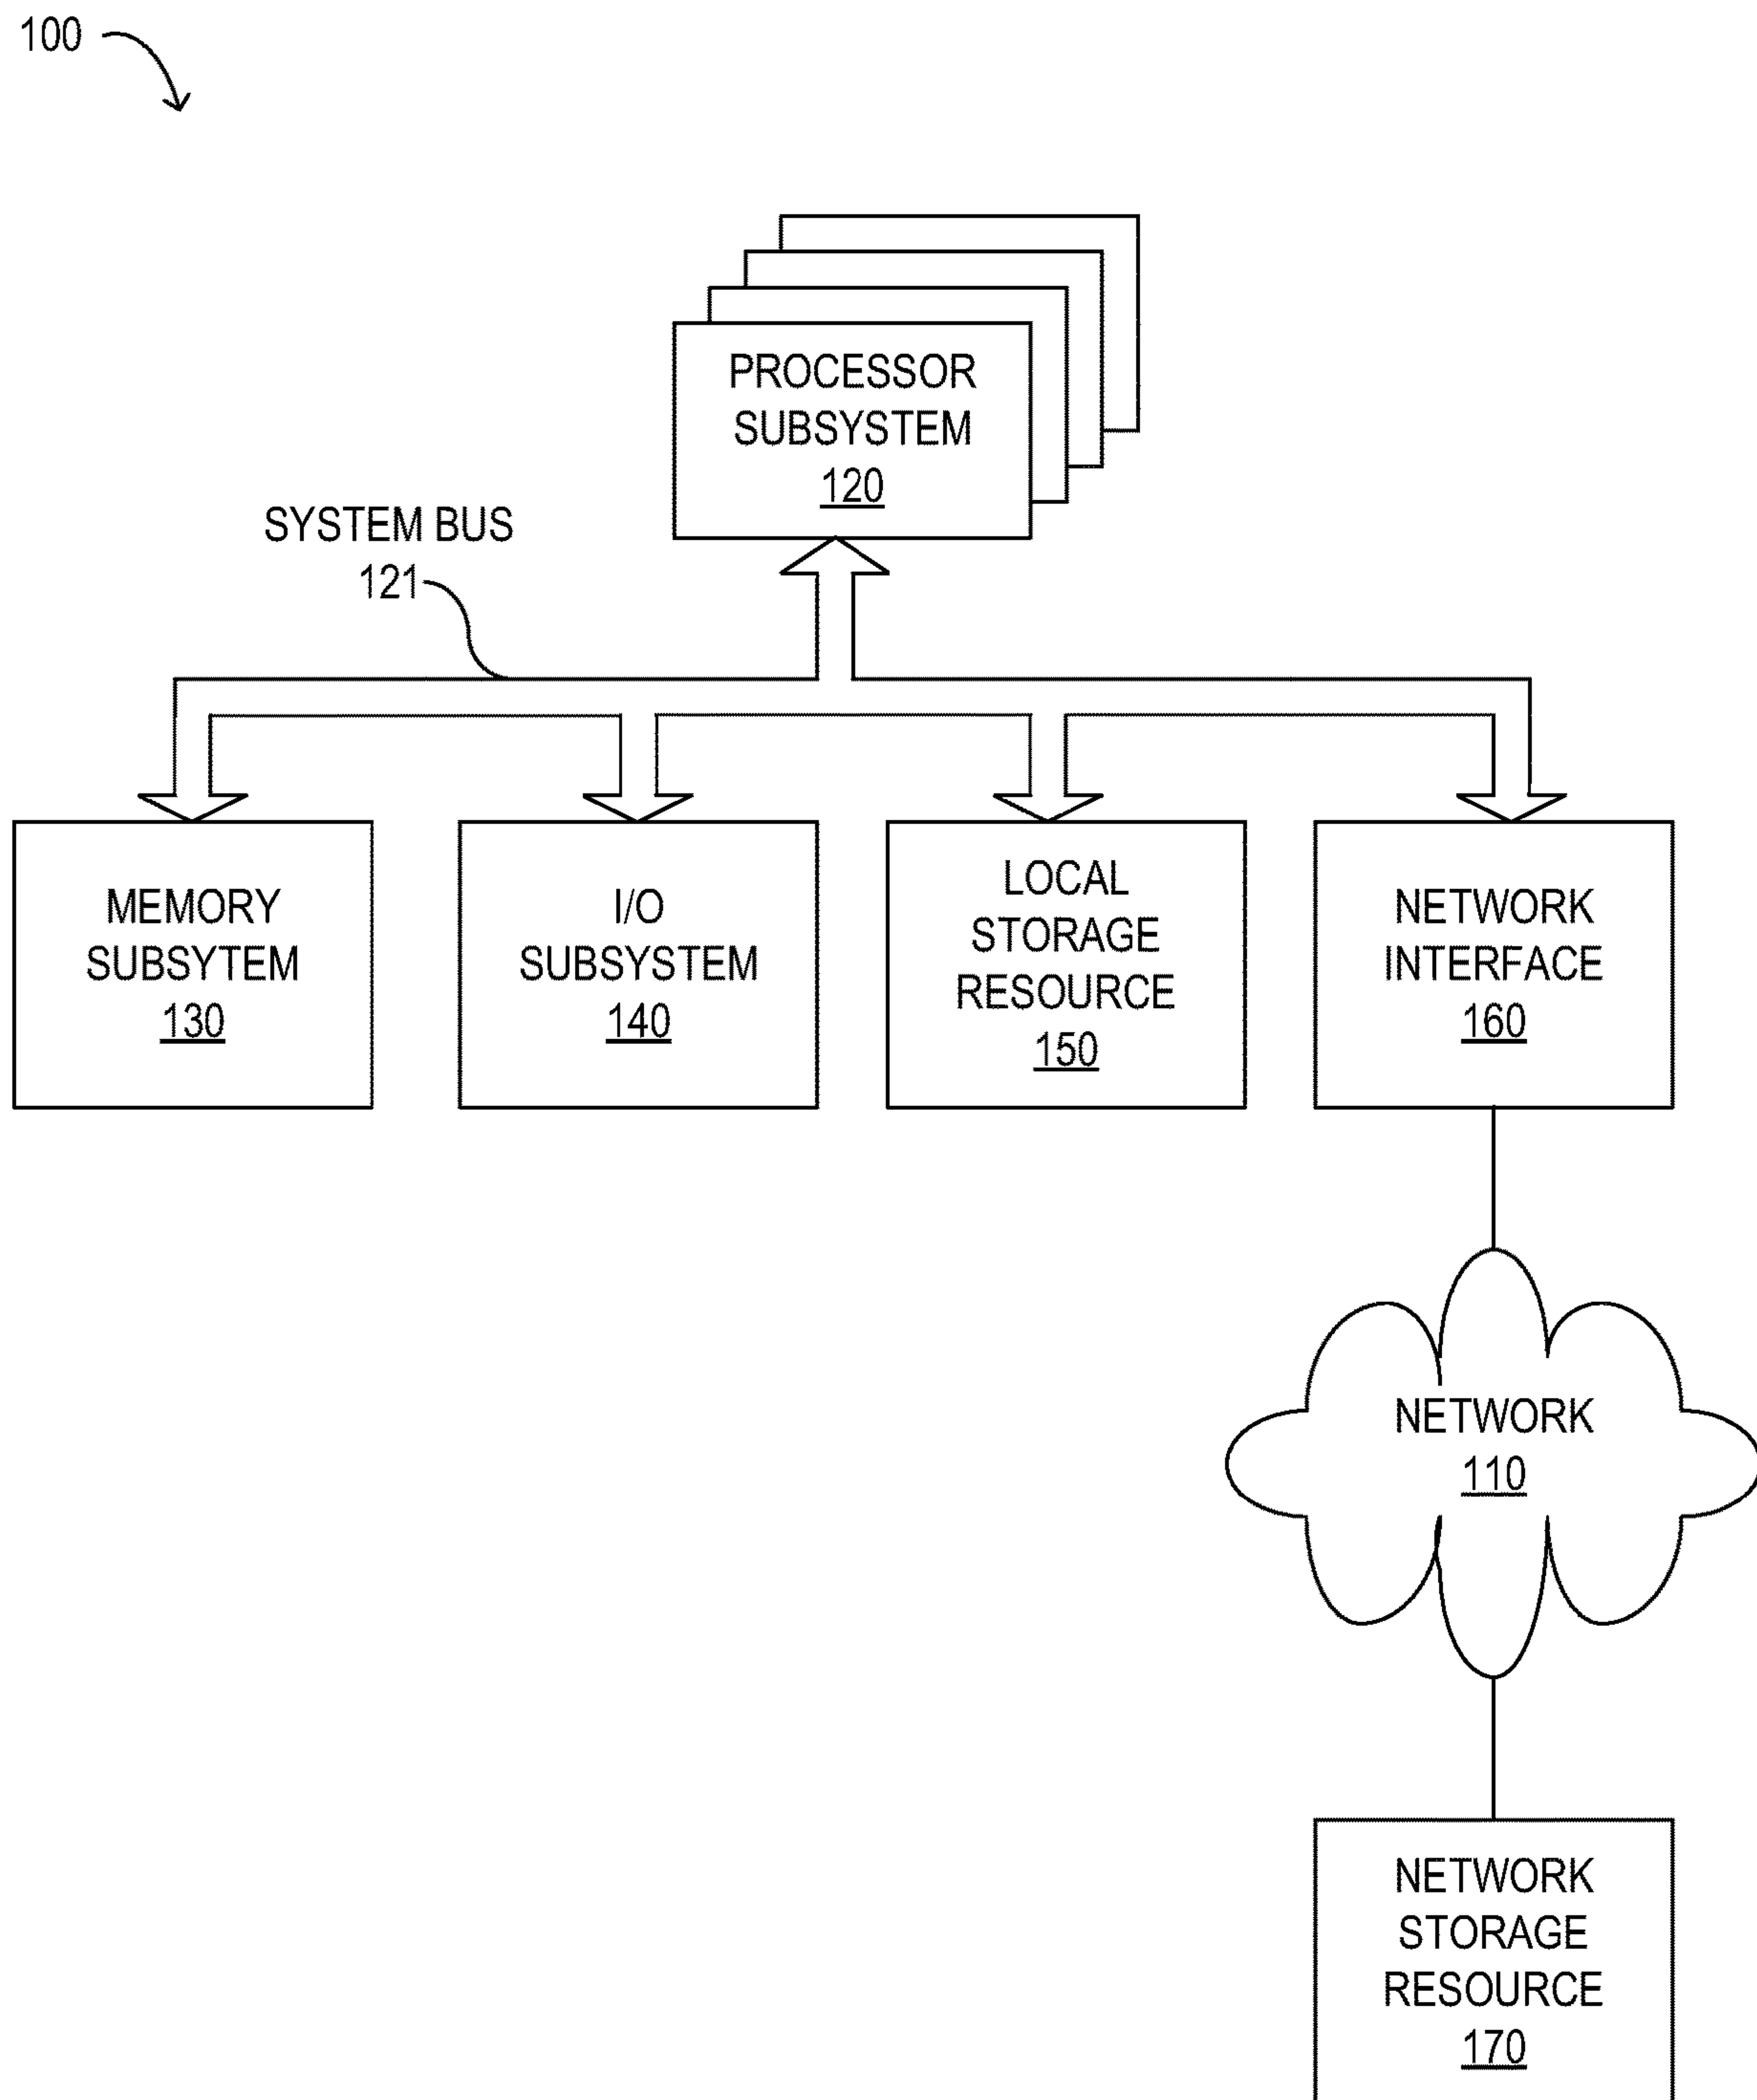 100
PROCESSOR
SUBSYSTEM
120
SYSTEM BUS
121
MEMORY
SUBSYTEM
130
I/O
SUBSYSTEM
140
LOCAL
STORAGE
RESOURCE
150
NETWORK
INTERFACE
160
NETWORK
110
NETWORK
STORAGE
RESOURCE
170